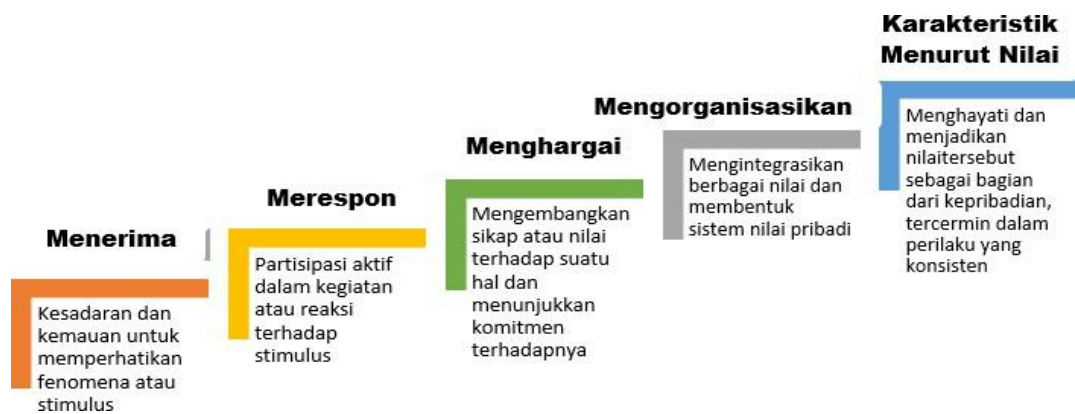 Menerima
Kesadaran dan
kemauan untuk
memperhatikan
fenomena atau
stimulus
Merespon
Partisipasi aktif
dalam kegiatan
atau reaksi
terhadap
stimulus
Menghargai
Mengembangkan
sikap atau nilai
terhadap suatu
hal dan
menunjukkan
komitmen
terhadapnya
Mengorganisasikan
Mengintegrasikan
berbagai nilai dan
membentuk
sistem nilai pribadi
Karakteristik
Menurut Nilai
Menghayati dan
menjadikan
nilaitersebut
sebagai bagian
dari kepribadian,
tercermin dalam
perilaku yang
konsisten